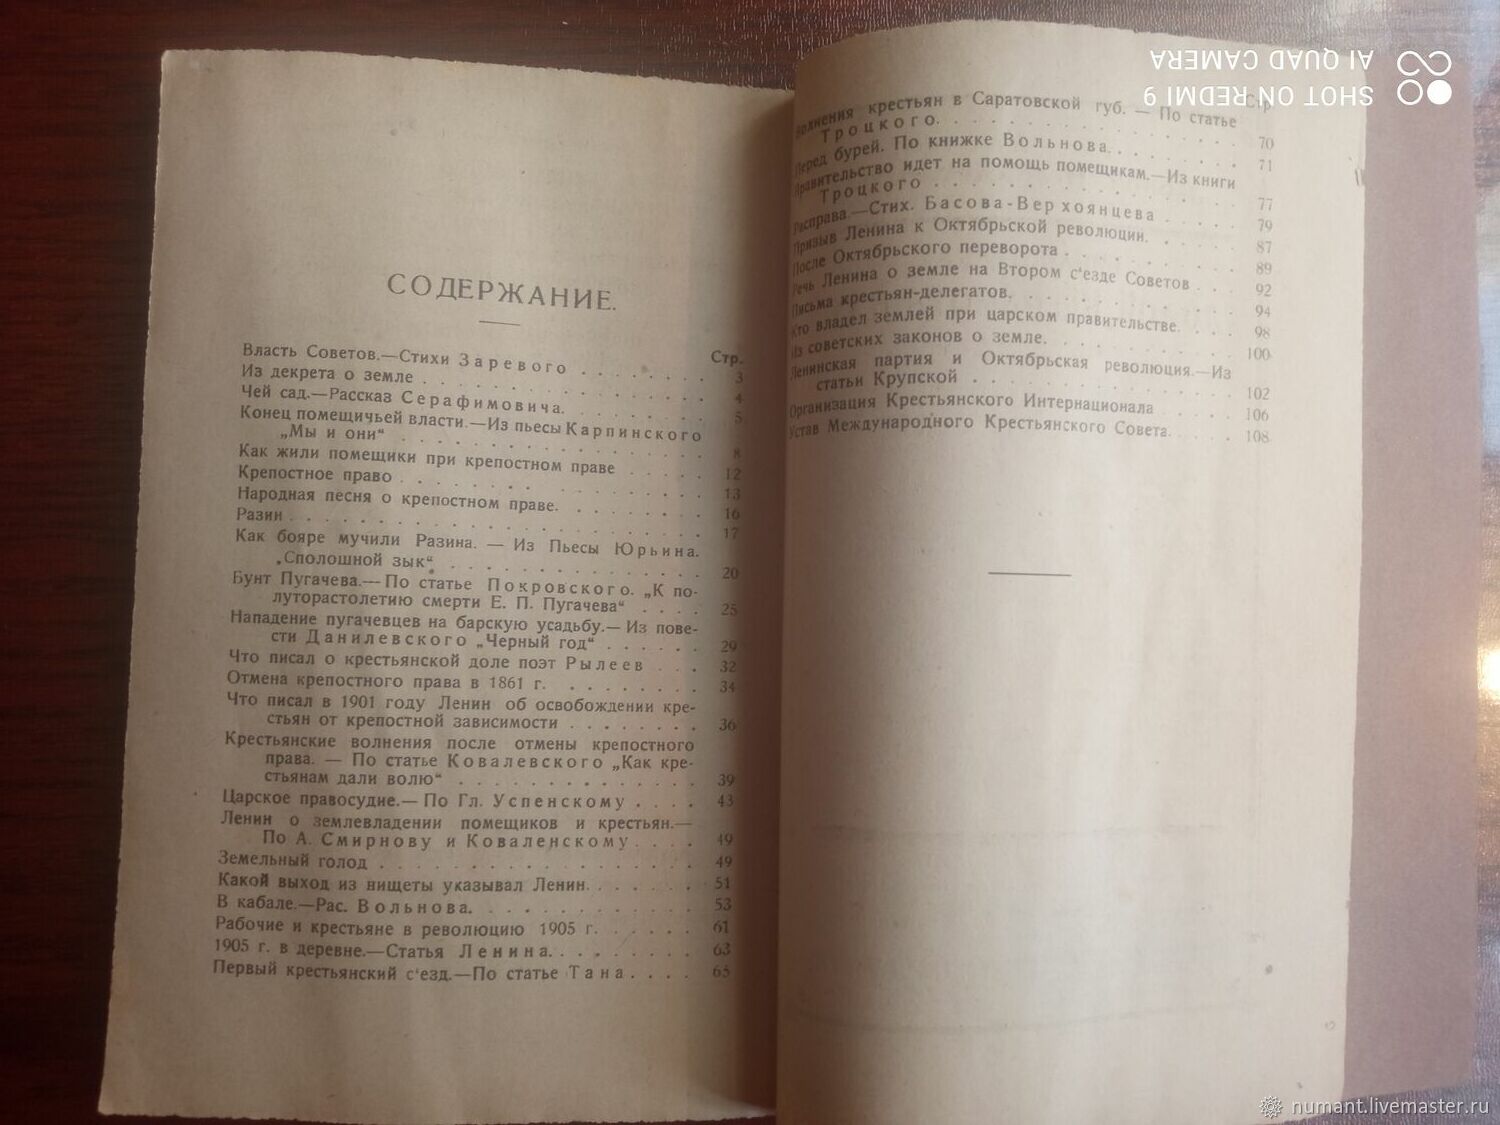 СОДЕРЖАНИЕ.
Стр.
Власть Советов.—Стихи Заревого . . . . . . . 3
Из декрета о земле . . . . . . . . . . . . 4
Чей сад.—Рассказ Серафимовича. . . . . . . 5
Конец помещичьей власти.—Из пьесы Карпинского
„Мы и они“ . . . . . . . . . . . . . 8
Как жили помещики при крепостном праве . . . . 12
Крепостное право . . . . . . . . . . . . . 13
Народная песня о крепостном праве. . . . . . . 16
Разин . . . . . . . . . . . . . . . . . 17
Как бояре мучили Разина. — Из Пьесы Юрьина.
„Сполошной зык“ . . . . . . . . . . . . 20
Бунт Пугачева.—По статье Покровского. „К по-
луторастолетию смерти Е. П. Пугачева“ . . . . 25
Нападение пугачевцев на барскую усадьбу.—Из пове-
сти Данилевского „Черный год“ . . . . . . 29
Что писал о крестьянской доле поэт Рылеев . . . 32
Отмена крепостного права в 1861 г. . . . . . . . 34
Что писал в 1901 году Ленин об освобождении кре-
стьян от крепостной зависимости . . . . . . . 36
Крестьянские волнения после отмены крепостного
права. — По статье Ковалевского „Как кре-
стьянам дали волю“ . . . . . . . . . . . . 39
Царское правосудие.—По Гл. Успенскому . . . . 43
Ленин о землевладении помещиков и крестьян.—
По А. Смирнову и Коваленскому . . . . 49
Земельный голод . . . . . . . . . . . . . . 49
Какой выход из нищеты указывал Ленин. . . . . . 51
В кабале.—Рас. Вольнова. . . . . . . . . . . 53
Рабочие и крестьяне в революцию 1905 г. . . . . . 61
1905 г. в деревне.—Статья Ленина. . . . . . . . 63
Первый крестьянский с‘езд.—По статье Тана . . . . 65
Стр.
Волнения крестьян в Саратовской губ. — По статье
Троцкого. . . . . . . . . . . . . . 70
Перед бурей. По книжке Вольнова. . . . . . . 71
Правительство идет на помощь помещикам.—Из книги
Троцкого . . . . . . . . . . . . . . 77
Расправа.—Стих. Басова-Верхоянцева . . . . . 79
Призыв Ленина к Октябрьской революции. . . . . 87
После Октябрьского переворота . . . . . . . . 89
Речь Ленина о земле на Втором с‘езде Советов . . . 92
Письма крестьян-делегатов. . . . . . . . . . 94
Кто владел землей при царском правительстве. . . . 98
Из советских законов о земле. . . . . . . . . 100
Ленинская партия и Октябрьская революция.—Из
статьи Крупской . . . . . . . . . . . . 102
Организация Крестьянского Интернационала . . . . 106
Устав Международного Крестьянского Совета. . . . . 108
SHOT ON REDMI 9
AI QUAD CAMERA
numant.livemaster.ru